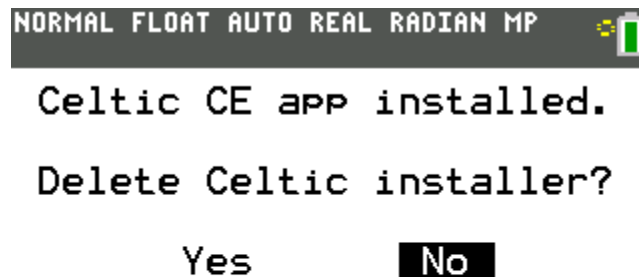 NORMAL FLOAT AUTO REAL RADIAN MP
Celtic CE app installed.
Delete Celtic installer?
Yes No